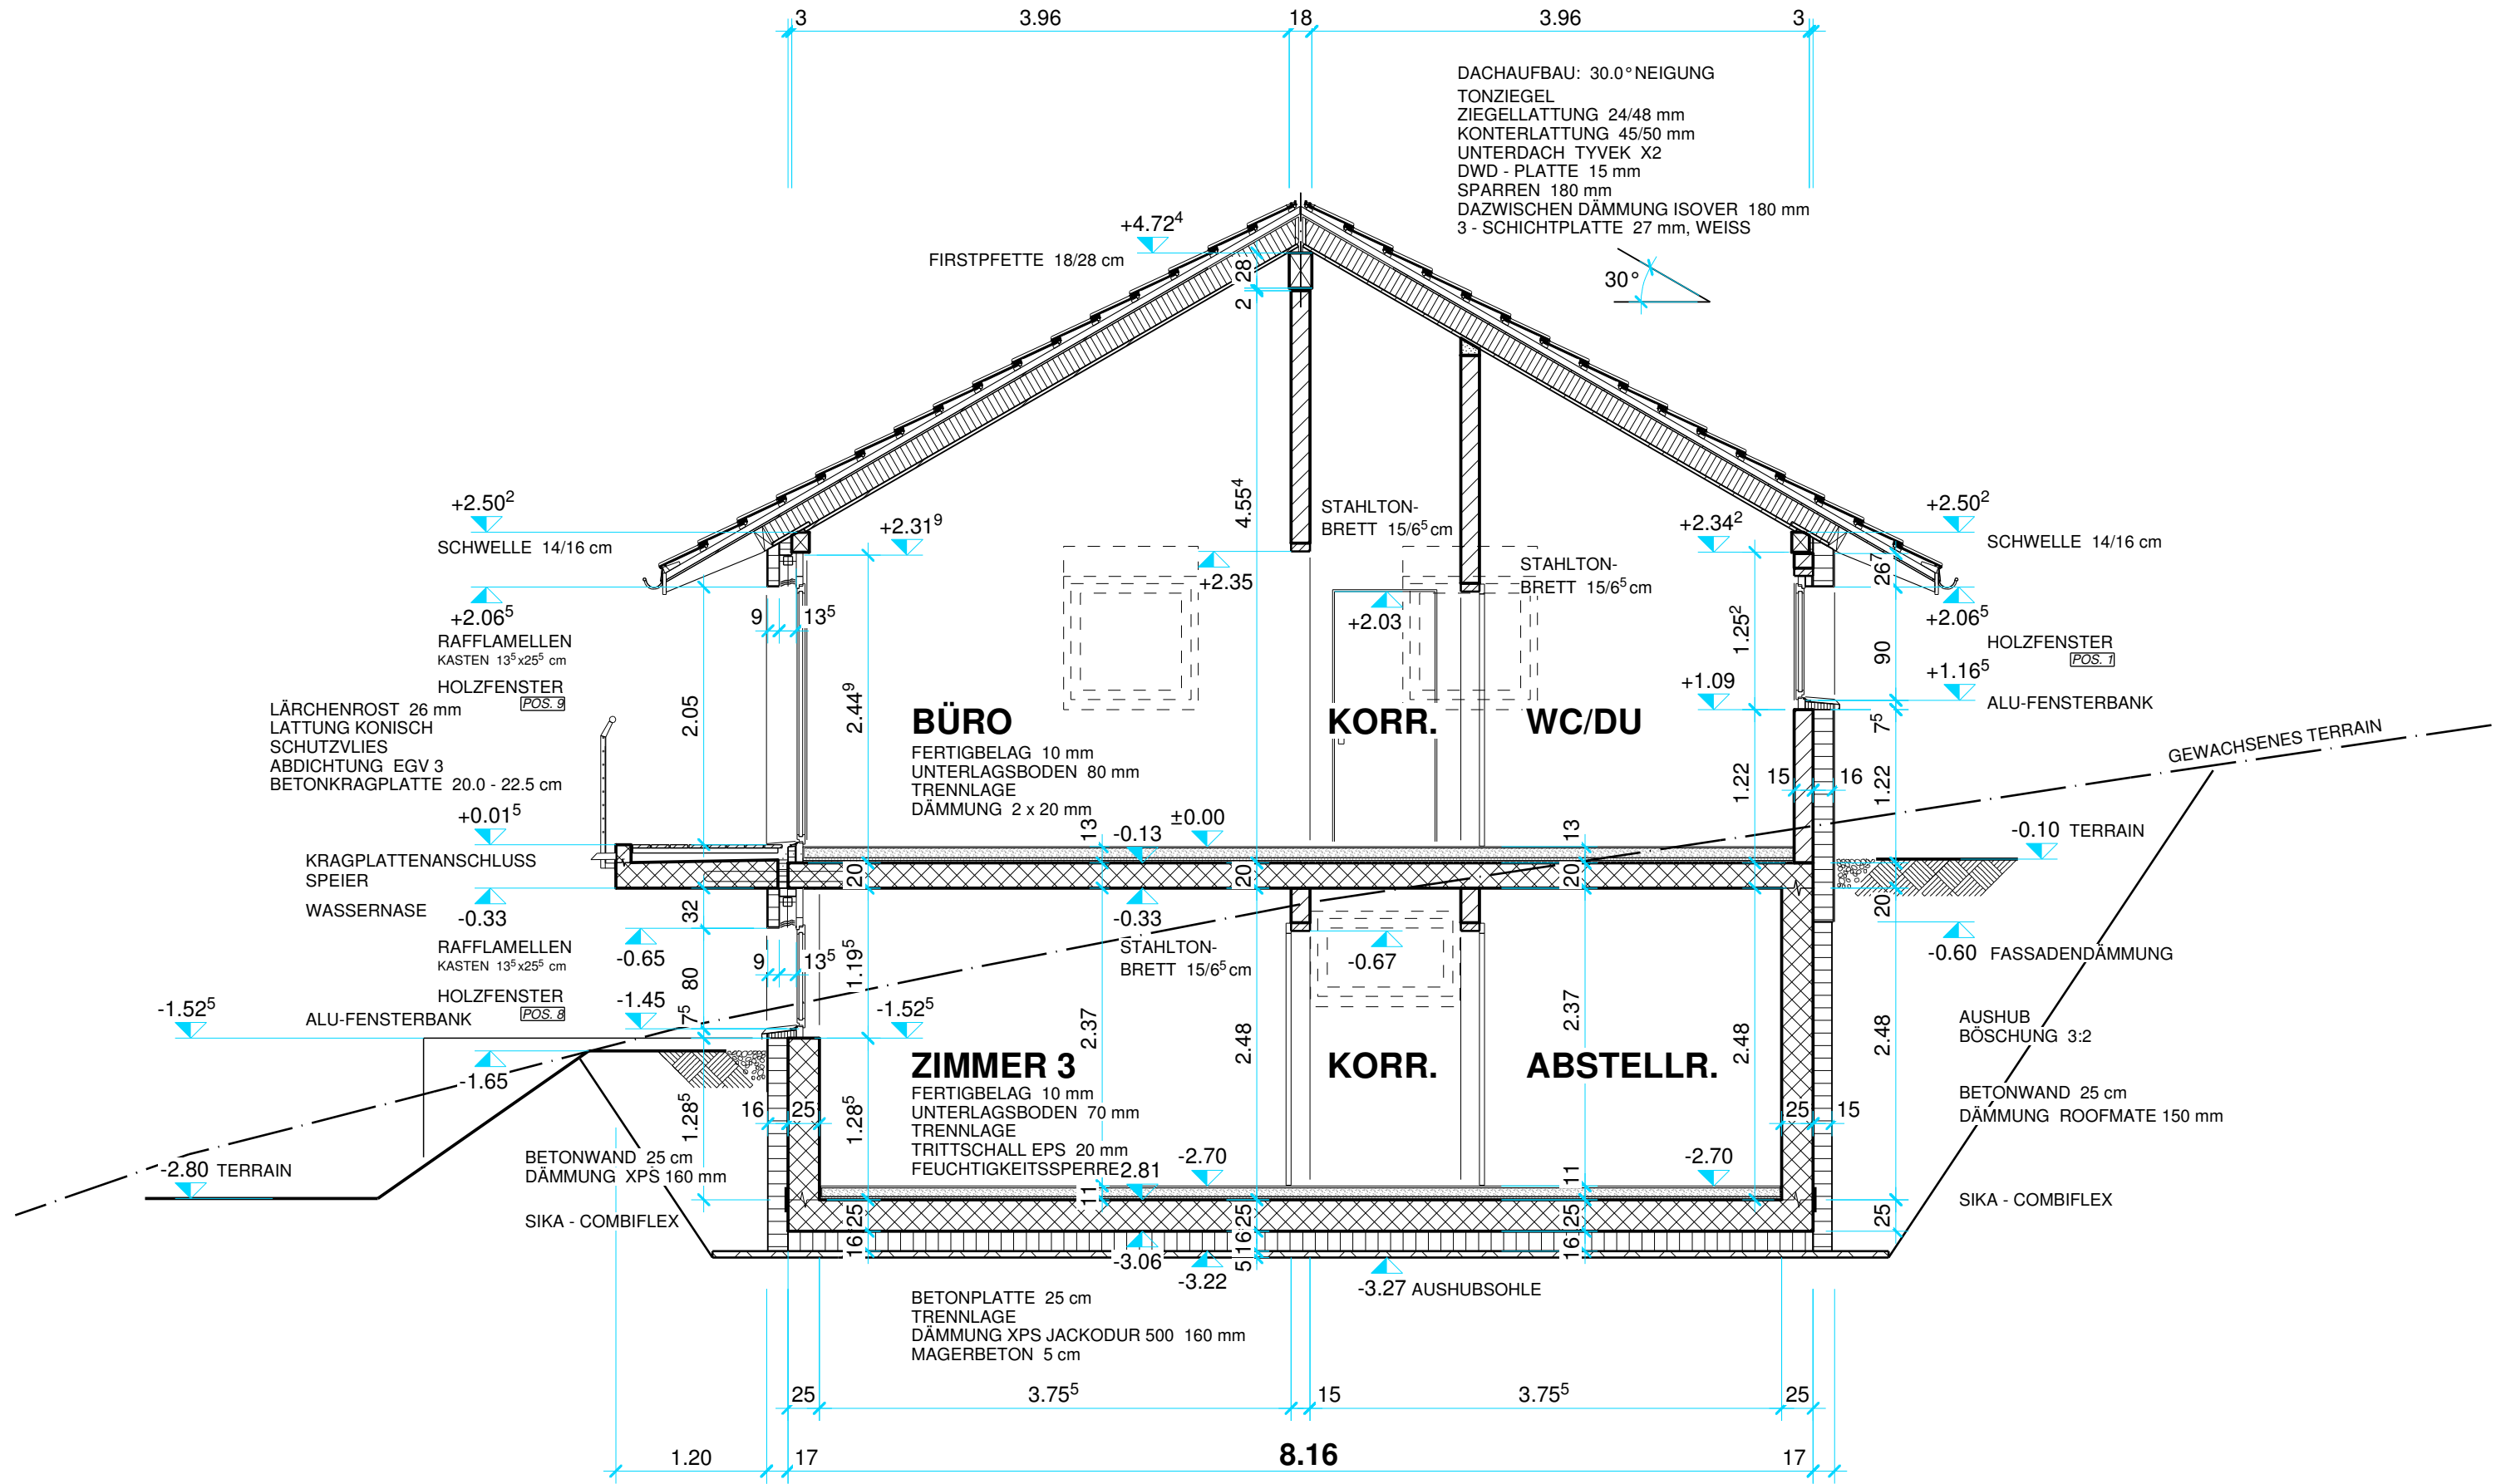 3 3.96 18 3.96 3
DACHAUFBAU: 30.0° NEIGUNG
TONZIEGEL
ZIEGELLATTUNG 24/48 mm
KONTERLATTUNG 45/50 mm
UNTERDACH TYVEK X2
DWD - PLATTE 15 mm
SPARREN 180 mm
DAZWISCHEN DÄMMUNG ISOVER 180 mm
3 - SCHICHTPLATTE 27 mm, WEISS
30°
+4.72⁴
FIRSTPFETTE 18/28 cm
28
2
4.55⁴
+2.50²
SCHWELLE 14/16 cm
+2.06⁵
RAFFLAMELLEN
KASTEN 13⁵x25⁵ cm
HOLZFENSTER
POS. 9
LÄRCHENROST 26 mm
LATTUNG KONISCH
SCHUTZVLIES
ABDICHTUNG EGV 3
BETONKRAGPLATTE 20.0 - 22.5 cm
+0.01⁵
KRAGPLATTENANSCHLUSS
SPEIER
WASSERNASE
-0.33
RAFFLAMELLEN
KASTEN 13⁵x25⁵ cm
HOLZFENSTER
POS. 8
ALU-FENSTERBANK
-1.52⁵
-0.65
-1.45
-1.65
-2.80 TERRAIN
2.05
32
80
7⁵
1.28⁵
9 13⁵
9 13⁵
16 25
+2.31⁹
2.44⁹
20
1.19⁵
-1.52⁵
1.28⁵
25
16
BETONWAND 25 cm
DÄMMUNG XPS 160 mm
SIKA - COMBIFLEX
STAHLTON-
BRETT 15/6⁵ cm
+2.35
STAHLTON-
BRETT 15/6⁵ cm
+2.03
+2.34²
1.25²
+1.09
1.22
BÜRO
FERTIGBELAG 10 mm
UNTERLAGSBODEN 80 mm
TRENNLAGE
DÄMMUNG 2 x 20 mm
KORR.
WC/DU
13
-0.13
±0.00
13
20
20
-0.33
STAHLTON-
BRETT 15/6⁵ cm
-0.67
2.37
2.48
2.37
2.48
ZIMMER 3
FERTIGBELAG 10 mm
UNTERLAGSBODEN 70 mm
TRENNLAGE
TRITTSCHALL EPS 20 mm
FEUCHTIGKEITSSPERRE
KORR.
ABSTELLR.
2.81
-2.70
-2.70
11
11
25
16
5
25
16
-3.06
-3.22
-3.27 AUSHUBSOHLE
BETONPLATTE 25 cm
TRENNLAGE
DÄMMUNG XPS JACKODUR 500 160 mm
MAGERBETON 5 cm
+2.50²
SCHWELLE 14/16 cm
26⁷
+2.06⁵
HOLZFENSTER
POS. 1
90
+1.16⁵
ALU-FENSTERBANK
7⁵
15 16
1.22
GEWACHSENES TERRAIN
-0.10 TERRAIN
20
-0.60 FASSADENDÄMMUNG
2.48
AUSHUB
BÖSCHUNG 3:2
BETONWAND 25 cm
DÄMMUNG ROOFMATE 150 mm
25 15
SIKA - COMBIFLEX
25
25 3.75⁵ 15 3.75⁵ 25
1.20 17 8.16 17